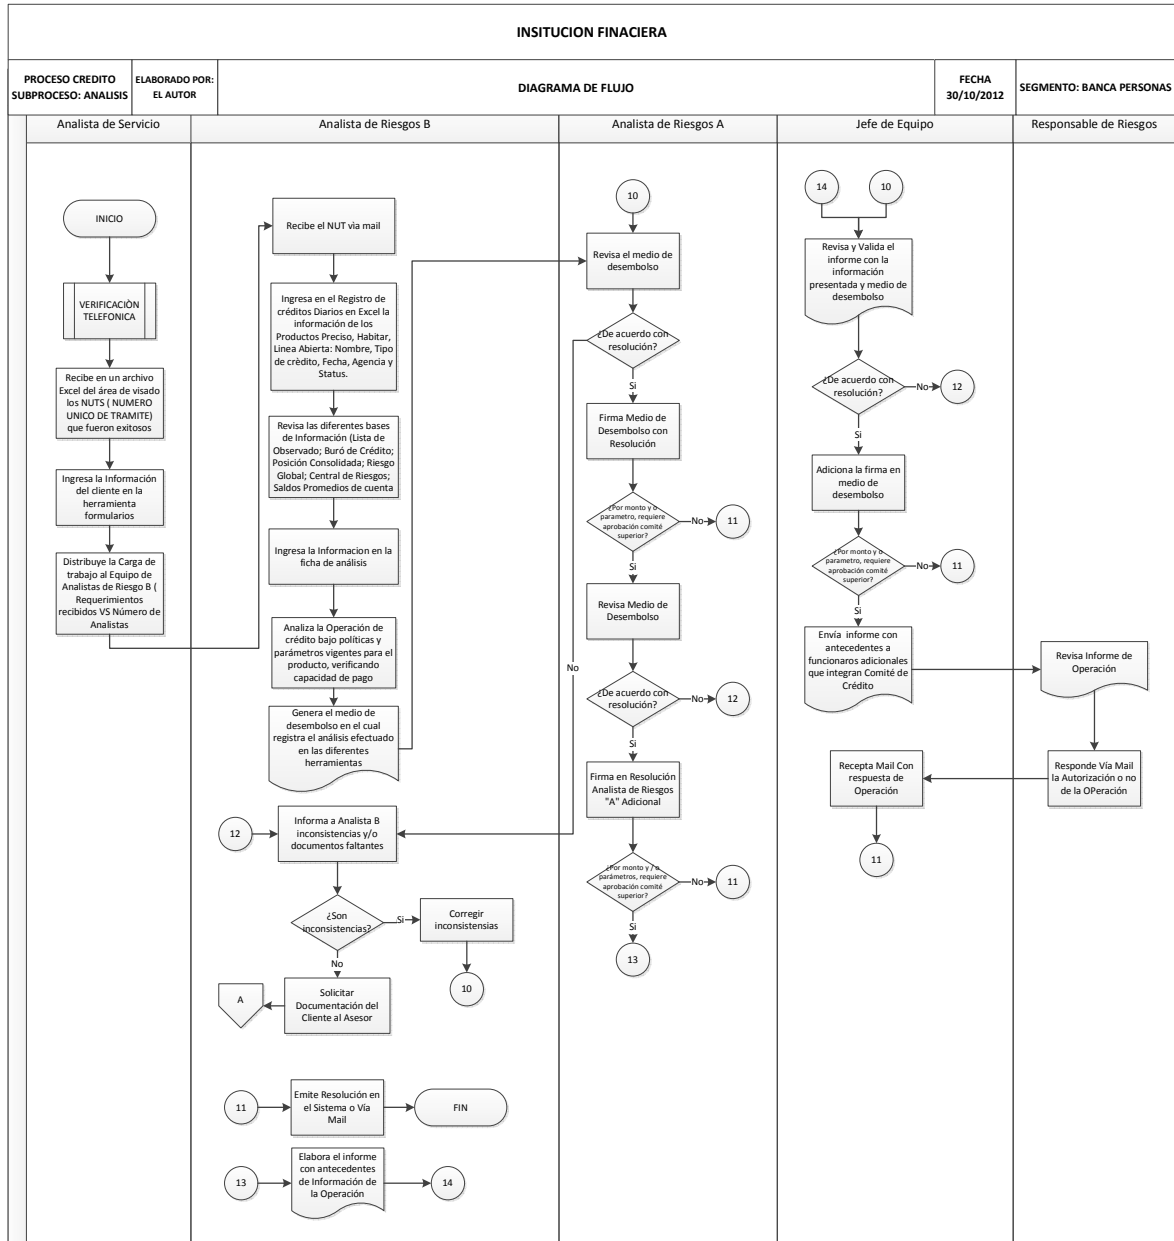 INSITUCION FINACIERA
PROCESO CREDITO
SUBPROCESO: ANALISIS
ELABORADO POR:
EL AUTOR
DIAGRAMA DE FLUJO
FECHA
30/10/2012
SEGMENTO: BANCA PERSONAS
Analista de Servicio
Analista de Riesgos B
Analista de Riesgos A
Jefe de Equipo
Responsable de Riesgos
INICIO
VERIFICACIÒN
TELEFONICA
Recibe en un archivo
Excel del área de visado
los NUTS ( NUMERO
UNICO DE TRAMITE)
que fueron exitosos
Ingresa la Información
del cliente en la
herramienta
formularios
Distribuye la Carga de
trabajo al Equipo de
Analistas de Riesgo B (
Requerimientos
recibidos VS Número de
Analistas
Recibe el NUT vìa mail
Ingresa en el Registro de
créditos Diarios en Excel la
información de los
Productos Preciso, Habitar,
Linea Abierta: Nombre, Tipo
de crèdito, Fecha, Agencia y
Status.
Revisa las diferentes bases
de Información (Lista de
Observado; Buró de Crédito;
Posición Consolidada; Riesgo
Global; Central de Riesgos;
Saldos Promedios de cuenta
Ingresa la Informacion en la
ficha de análisis
Analiza la Operación de
crédito bajo políticas y
parámetros vigentes para el
producto, verificando
capacidad de pago
Genera el medio de
desembolso en el cual
registra el análisis efectuado
en las diferentes
herramientas
12
Informa a Analista B
inconsistencias y/o
documentos faltantes
¿Son
inconsistencias?
Si
Corregir
inconsistensias
10
No
Solicitar
Documentación del
Cliente al Asesor
A
11
Emite Resolución en
el Sistema o Vía
Mail
FIN
13
Elabora el informe
con antecedentes
de Información de
la Operación
14
10
Revisa el medio de
desembolso
¿De acuerdo con
resolución?
No
Si
Firma Medio de
Desembolso con
Resolución
¿Por monto y o
parametro, requiere
aprobación comité
superior?
No
11
Si
Revisa Medio de
Desembolso
¿De acuerdo con
resolución?
No
12
Si
Firma en Resolución
Analista de Riesgos
"A" Adicional
¿Por monto y / o
parámetros, requiere
aprobación comité
superior?
No
11
Si
13
14
10
Revisa y Valida el
informe con la
información
presentada y medio de
desembolso
¿De acuerdo con
resolución?
No
12
Si
Adiciona la firma en
medio de
desembolso
¿Por monto y o
parametro, requiere
aprobación comité
superior?
No
11
Si
Envía informe con
antecedentes a
funcionaros adicionales
que integran Comité de
Crédito
Recepta Mail Con
respuesta de
Operación
11
Revisa Informe de
Operación
Responde Vía Mail
la Autorización o no
de la OPeración